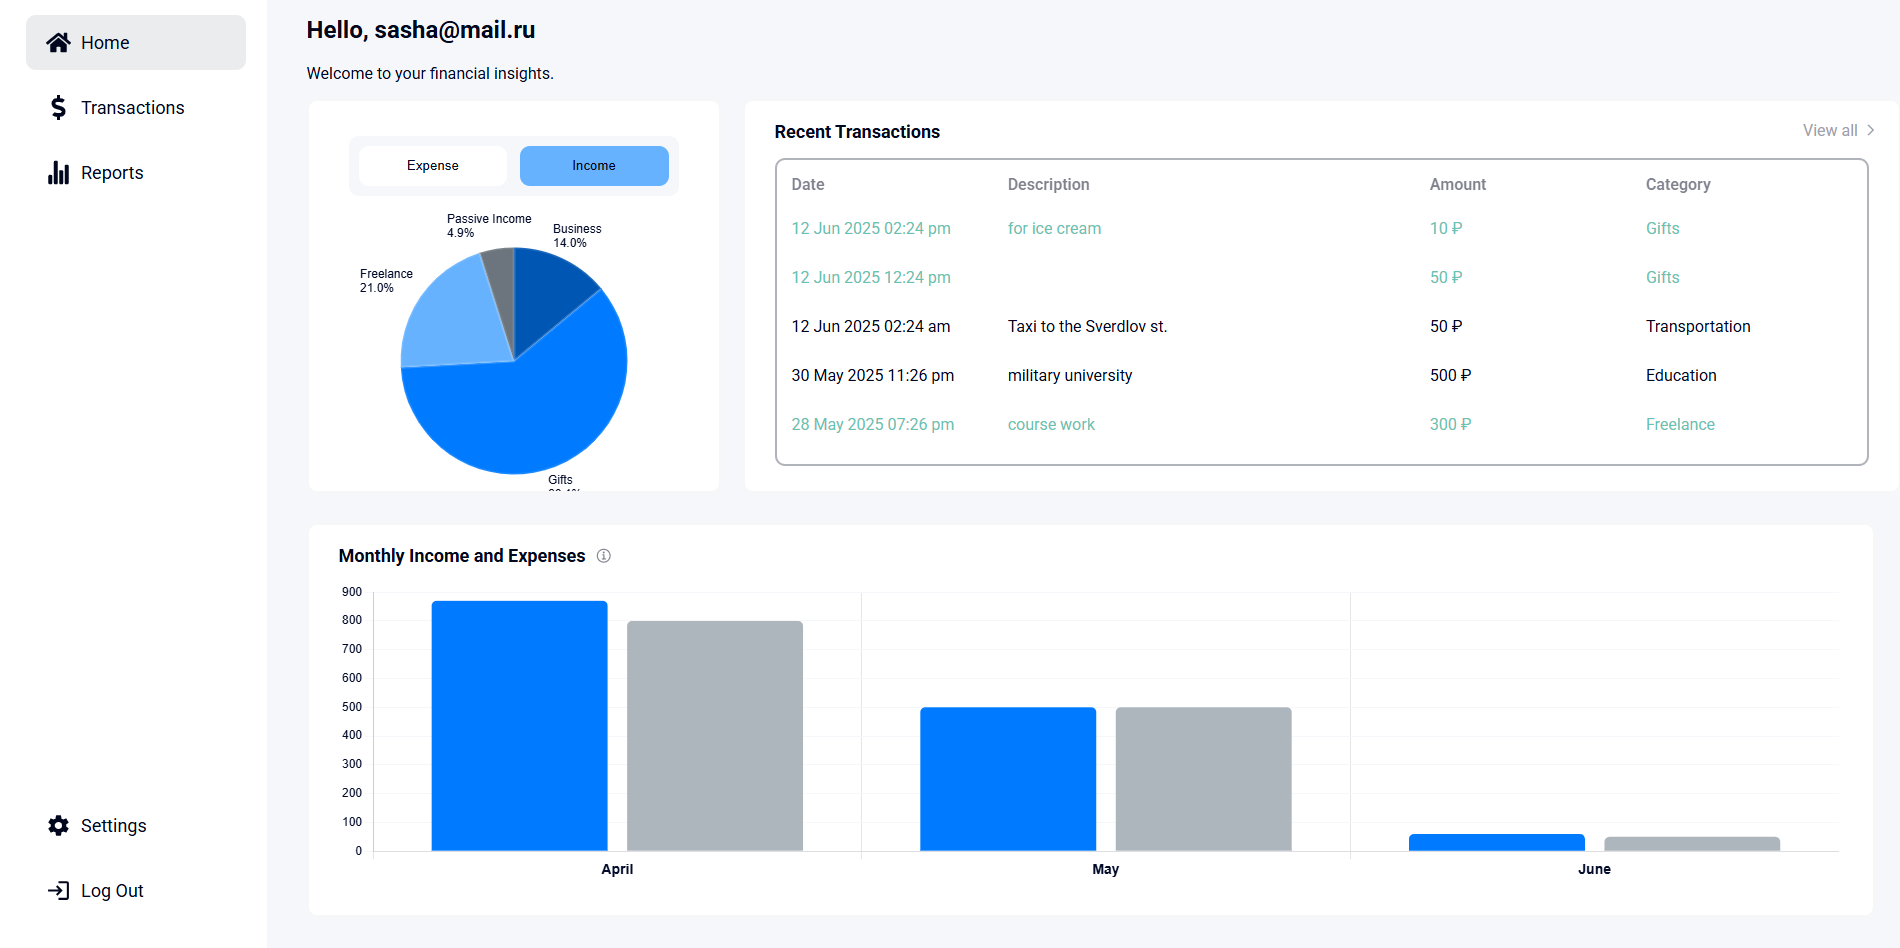 Home
Transactions
Reports
Settings
Log Out
Hello, sasha@mail.ru
Welcome to your financial insights.
Expense Income
Passive Income
4.9%
Business
14.0%
Freelance
21.0%
Gifts
Recent Transactions
View all
Date Description Amount Category
12 Jun 2025 02:24 pm for ice cream 10 ₽ Gifts
12 Jun 2025 12:24 pm 50 ₽ Gifts
12 Jun 2025 02:24 am Taxi to the Sverdlov st. 50 ₽ Transportation
30 May 2025 11:26 pm military university 500 ₽ Education
28 May 2025 07:26 pm course work 300 ₽ Freelance
Monthly Income and Expenses
900
800
700
600
500
400
300
200
100
0
April May June